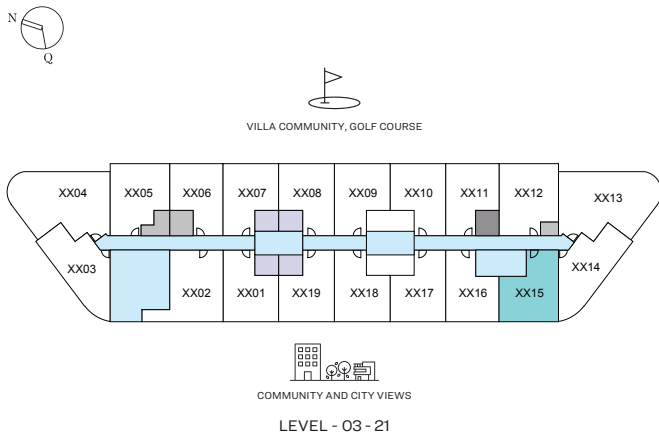 N
Q
VILLA COMMUNITY, GOLF COURSE
XX04 XX05 XX06 XX07 XX08 XX09 XX10 XX11 XX12 XX13
XX03 XX02 XX01 XX19 XX18 XX17 XX16 XX15 XX14
COMMUNITY AND CITY VIEWS
LEVEL - 03 - 21